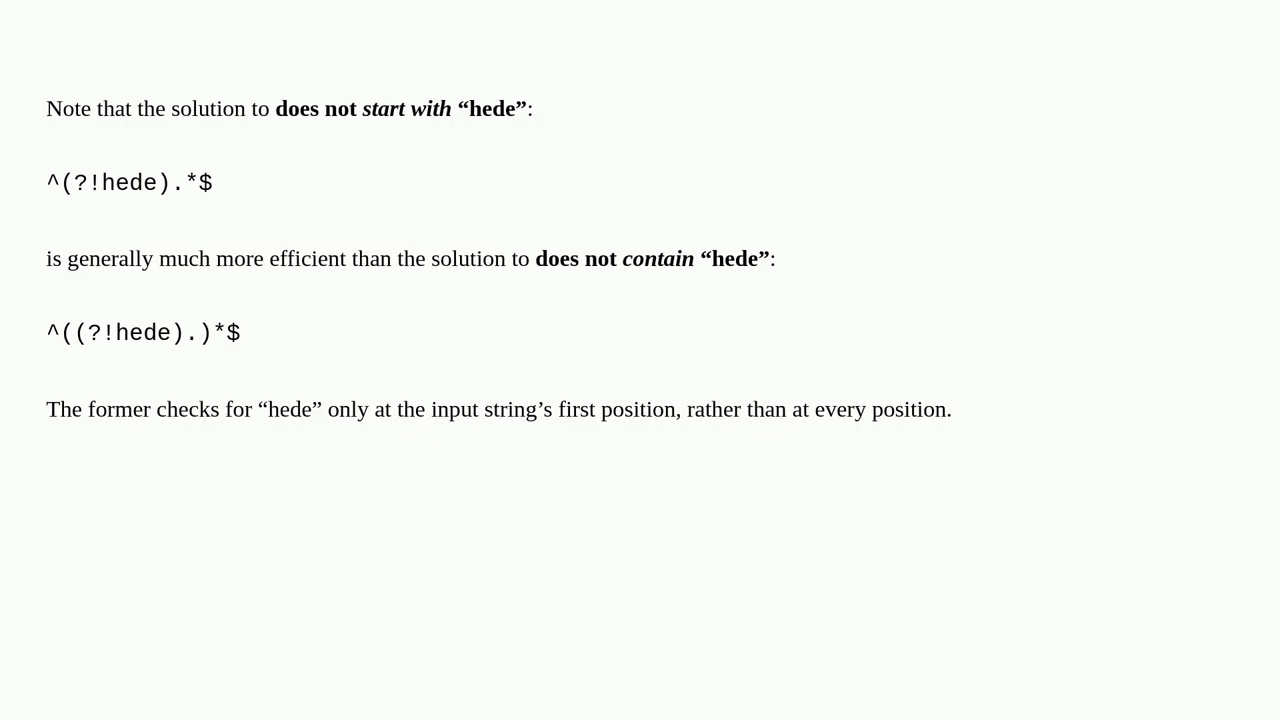 Note that the solution to does not start with “hede”:
^(?!hede).*$
is generally much more efficient than the solution to does not contain “hede”:
^((?!hede).)*$
The former checks for “hede” only at the input string’s first position, rather than at every position.